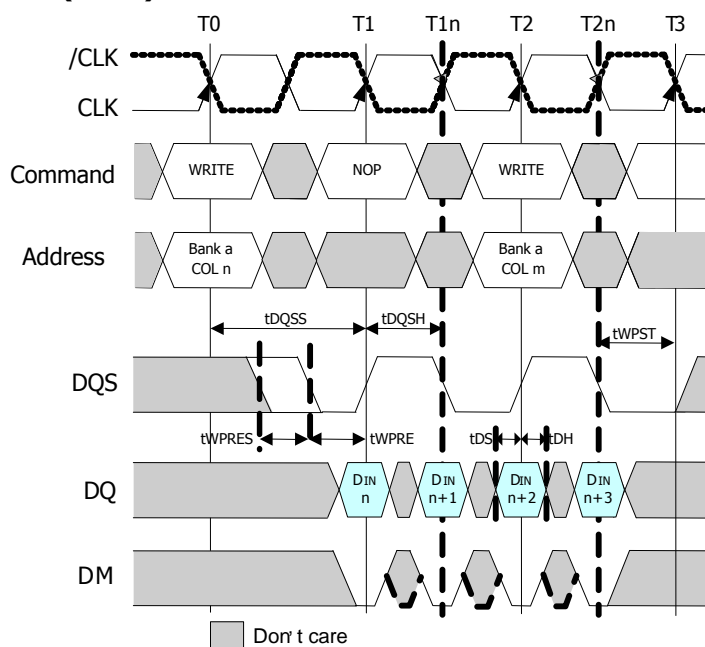 T0 T1 T1n T2 T2n T3
/CLK
CLK
Command WRITE NOP WRITE
Address Bank a COL n Bank a COL m
tDQSS tDQSH tWPST
DQS
tWPRES tWPRE tDS tDH
DQ DIN n DIN n+1 DIN n+2 DIN n+3
DM
Don't care